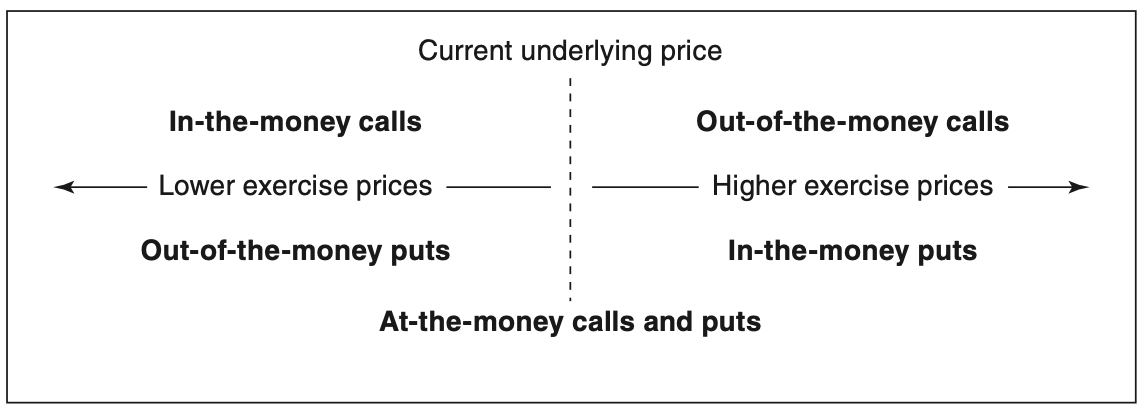 Current underlying price
In-the-money calls
Out-of-the-money calls
Lower exercise prices
Higher exercise prices
Out-of-the-money puts
In-the-money puts
At-the-money calls and puts